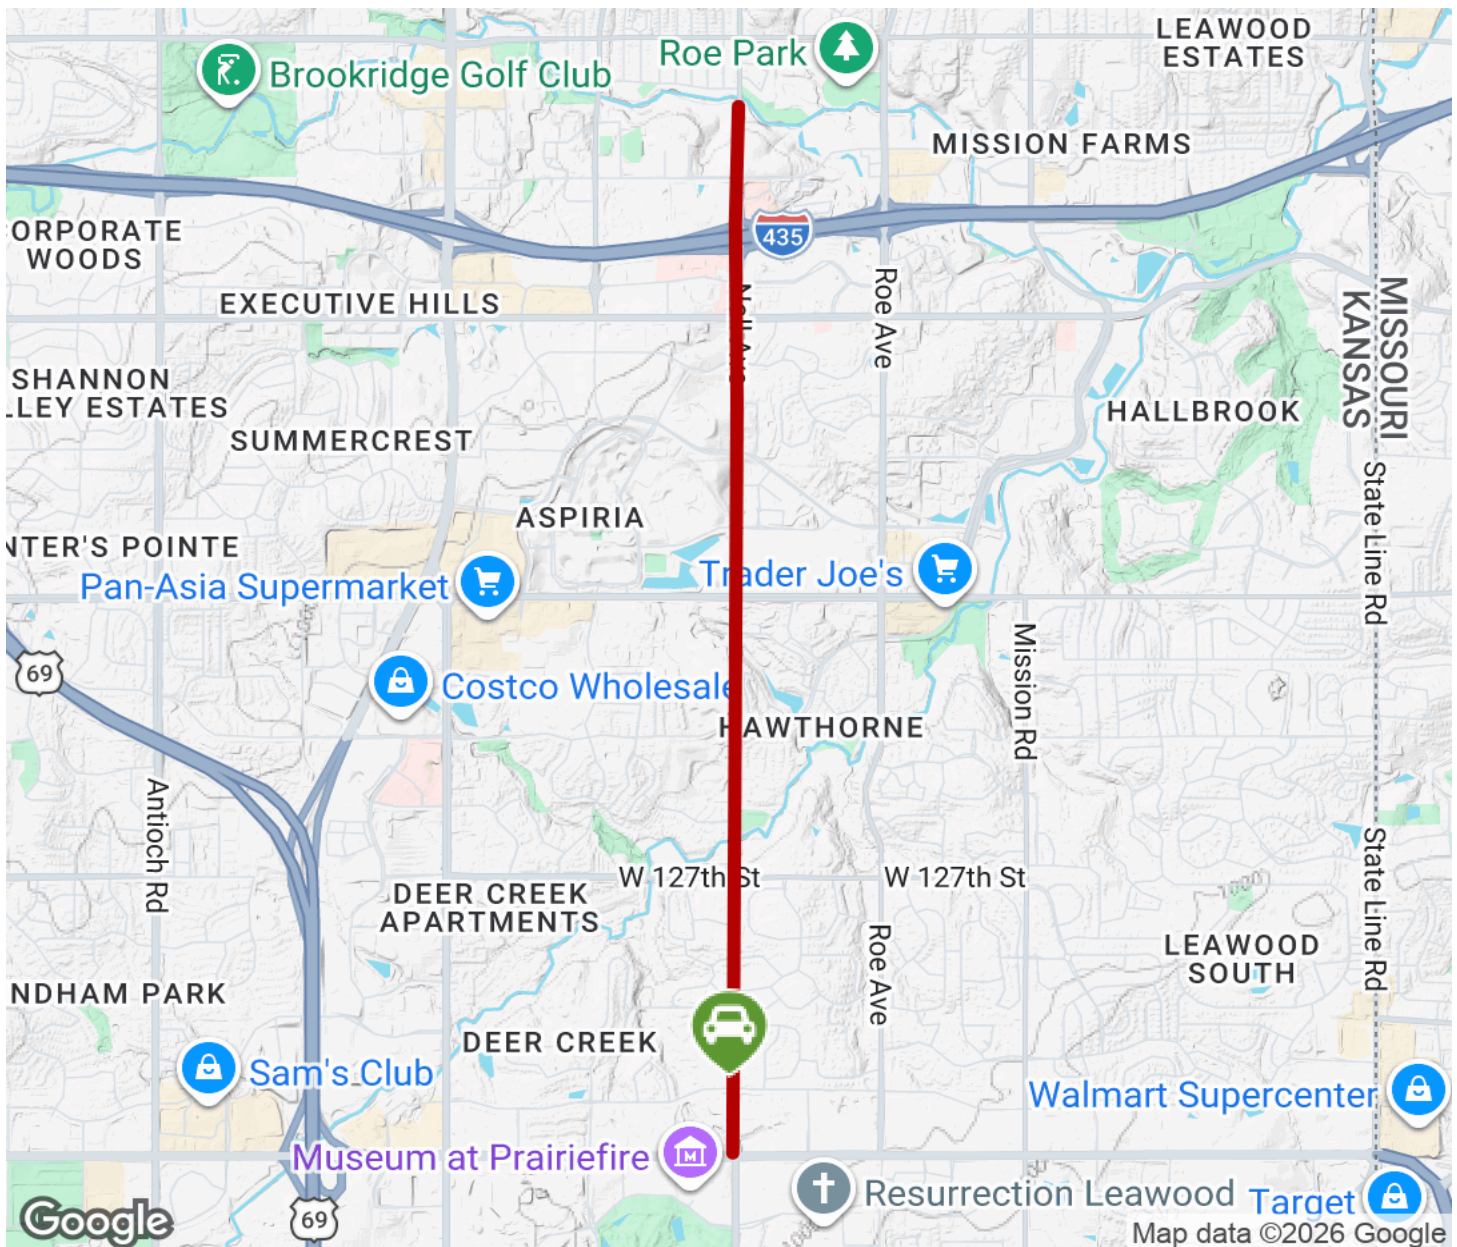 LEAWOOD
ESTATES
Roe Park
Brookridge Golf Club
MISSION FARMS
ORPORATE
WOODS
435
EXECUTIVE HILLS
Roe Ave
MISSOURI
KANSAS
SHANNON
LLEY ESTATES
SUMMERCREST
HALLBROOK
ASPIRIA
State Line Rd
NTER'S POINTE
Pan-Asia Supermarket
Trader Joe's
69
Costco Wholesale
Mission Rd
HAWTHORNE
Antioch Rd
State Line Rd
W 127th St
W 127th St
DEER CREEK
APARTMENTS
Roe Ave
LEAWOOD
SOUTH
NDHAM PARK
DEER CREEK
Sam's Club
Walmart Supercenter
Museum at Prairiefire
M
Resurrection Leawood
Target
69
Google
Map data ©2026 Google